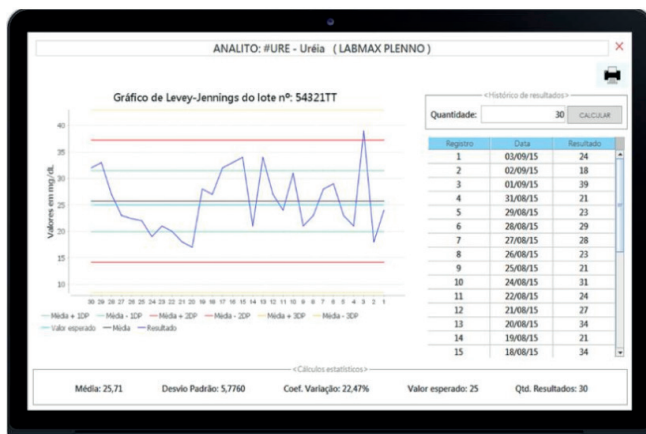 ANALITO: #URE - Uréia ( LABMAX PLENNO )
Gráfico de Levey-Jennings do lote nº: 54321TT
Valores em mg/dL
40
35
30
25
20
15
10
30 29 28 27 26 25 24 23 22 21 20 19 18 17 16 15 14 13 12 11 10 9 8 7 6 5 4 3 2 1
Média + 1DP Média - 1DP Média + 2DP Média - 2DP Média + 3DP Média - 3DP
Valor esperado Média Resultado
<Histórico de resultados>
Quantidade: 30 CALCULAR
Registro Data Resultado
1 03/09/15 24
2 02/09/15 18
3 01/09/15 39
4 31/08/15 21
5 29/08/15 23
6 28/08/15 29
7 27/08/15 28
8 26/08/15 23
9 25/08/15 21
10 24/08/15 31
11 22/08/15 24
12 21/08/15 27
13 20/08/15 34
14 19/08/15 21
15 18/08/15 34
<Cálculos estatísticos>
Média: 25,71 Desvio Padrão: 5,7760 Coef. Variação: 22,47% Valor esperado: 25 Qtd. Resultados: 30